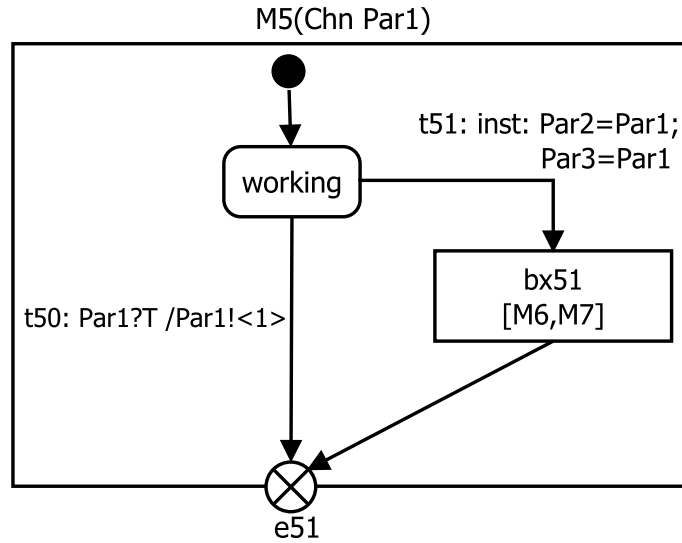 M5(Chn Par1)
t51: inst: Par2=Par1;
Par3=Par1
working
bx51
[M6,M7]
t50: Par1?T /Par1!<1>
e51